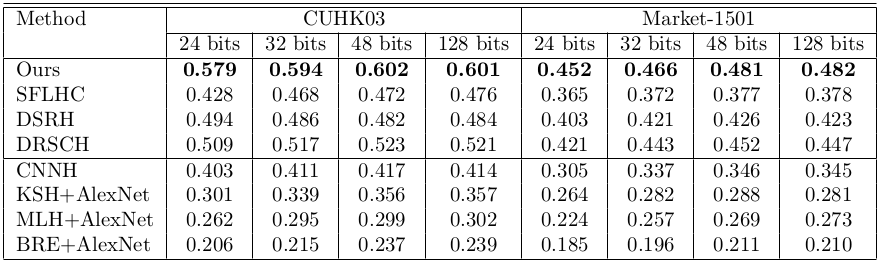 Method CUHK03 Market-1501
24 bits 32 bits 48 bits 128 bits 24 bits 32 bits 48 bits 128 bits
Ours 0.579 0.594 0.602 0.601 0.452 0.466 0.481 0.482
SFLHC 0.428 0.468 0.472 0.476 0.365 0.372 0.377 0.378
DSRH 0.494 0.486 0.482 0.484 0.403 0.421 0.426 0.423
DRSCH 0.509 0.517 0.523 0.521 0.421 0.443 0.452 0.447
CNNH 0.403 0.411 0.417 0.414 0.305 0.337 0.346 0.345
KSH+AlexNet 0.301 0.339 0.356 0.357 0.264 0.282 0.288 0.281
MLH+AlexNet 0.262 0.295 0.299 0.302 0.224 0.257 0.269 0.273
BRE+AlexNet 0.206 0.215 0.237 0.239 0.185 0.196 0.211 0.210